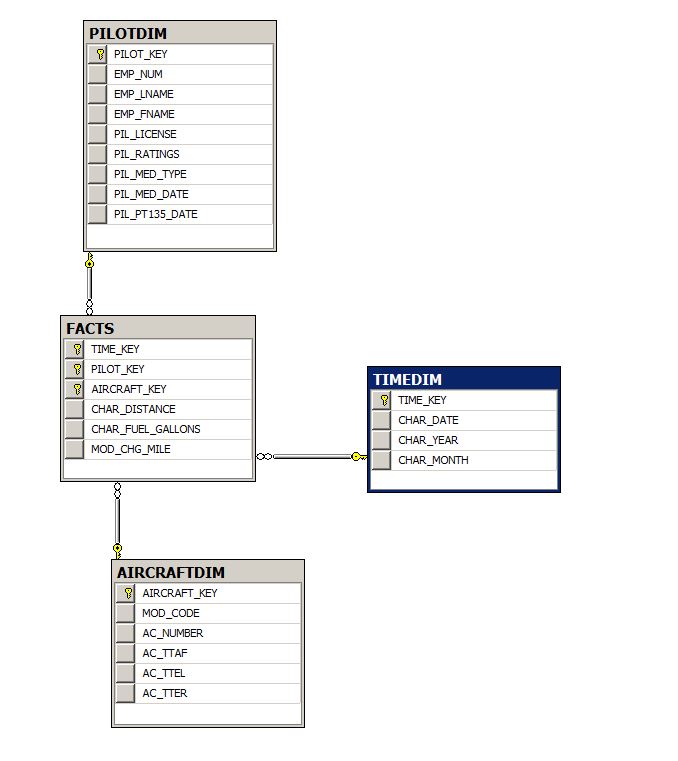 PILOTDIM
PILOT_KEY
EMP_NUM
EMP_LNAME
EMP_FNAME
PIL_LICENSE
PIL_RATINGS
PIL_MED_TYPE
PIL_MED_DATE
PIL_PT135_DATE
FACTS
TIME_KEY
PILOT_KEY
AIRCRAFT_KEY
CHAR_DISTANCE
CHAR_FUEL_GALLONS
MOD_CHG_MILE
TIMEDIM
TIME_KEY
CHAR_DATE
CHAR_YEAR
CHAR_MONTH
AIRCRAFTDIM
AIRCRAFT_KEY
MOD_CODE
AC_NUMBER
AC_TTAF
AC_TTEL
AC_TTER